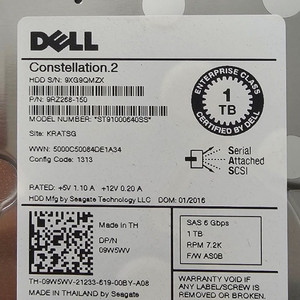 DELL
Constellation.2
HDD S/N: 9XG9QMZX
P/N: 9RZ268-150
MODEL NUMBER: "ST91000640SS"
Site: KRATSG
WWN: 5000C50084DE1A34
Config Code: 1313
ENTERPRISE CLASS
1
TB
CERTIFIED BY DELL
Serial
Attached
SCSI
RATED: +5V 1.10 A +12V 0.20 A
HDD Mfg by Seagate Technology LLC DOM: 01/2016
Made in TH
DP/N
09W5WV
SAS 6 Gbps
1 TB
RPM 7.2K
F/W AS0B
TH-09W5WV-21233-619-00BY-A08
Made in Thailand
WARRANTY VOID IF
ANY LABEL/SCREW IS
REMOVED OR BROKEN